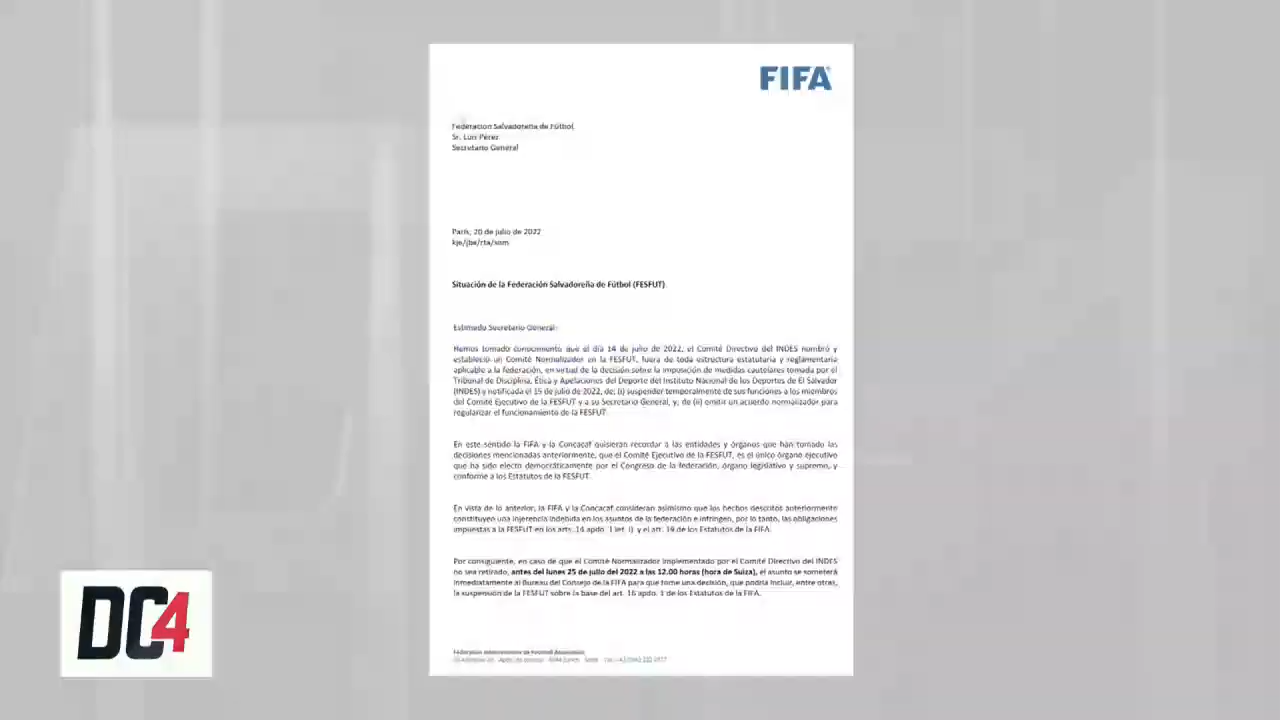 FIFA
Federacion Salvadoreña de Fútbol
Sr. Luis Pérez
Secretario General
París, 20 de julio de 2022
kje/jba/rta/ssm
Situación de la Federación Salvadoreña de Fútbol (FESFUT)
Estimado Secretario General:
Hemos tomado conocimiento que el día 14 de julio de 2022, el Comité Directivo del INDES nombró y
estableció un Comité Normalizador en la FESFUT, fuera de toda estructura estatutaria y reglamentaria
aplicable a la federación, en virtud de la decisión sobre la imposición de medidas cautelares tomada por el
Tribunal de Disciplina, Ética y Apelaciones del Deporte del Instituto Nacional de los Deportes de El Salvador
(INDES) y notificada el 15 de julio de 2022, de; (i) suspender temporalmente de sus funciones a los miembros
del Comité Ejecutivo de la FESFUT y a su Secretario General, y; de (ii) emitir un acuerdo normalizador para
regularizar el funcionamiento de la FESFUT.
En este sentido la FIFA y la Concacaf quisieran recordar a las entidades y órganos que han tomado las
decisiones mencionadas anteriormente, que el Comité Ejecutivo de la FESFUT, es el único órgano ejecutivo
que ha sido electo democráticamente por el Congreso de la federación, órgano legislativo y supremo, y
conforme a los Estatutos de la FESFUT.
En vista de lo anterior, la FIFA y la Concacaf consideran asimismo que los hechos descritos anteriormente
constituyen una injerencia indebida en los asuntos de la federación e infringen, por lo tanto, las obligaciones
impuestas a la FESFUT en los arts. 14 apdo. 1 let. i) y el art. 19 de los Estatutos de la FIFA.
Por consiguiente, en caso de que el Comité Normalizador implementado por el Comité Directivo del INDES
no sea retirado, antes del lunes 25 de julio del 2022 a las 12.00 horas (hora de Suiza), el asunto se someterá
inmediatamente al Bureau del Consejo de la FIFA para que tome una decisión, que podría incluir, entre otras,
la suspensión de la FESFUT sobre la base del art. 16 apdo. 1 de los Estatutos de la FIFA.
Fédération Internationale de Football Association
DC4